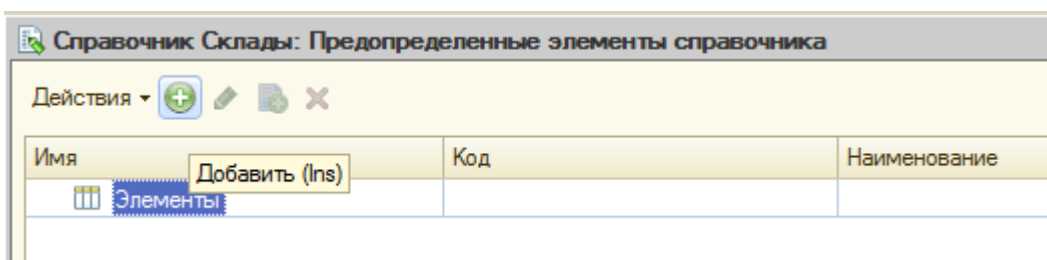 Справочник Склады: Предопределенные элементы справочника
Действия
Имя Код Наименование
Добавить (Ins)
Элементы